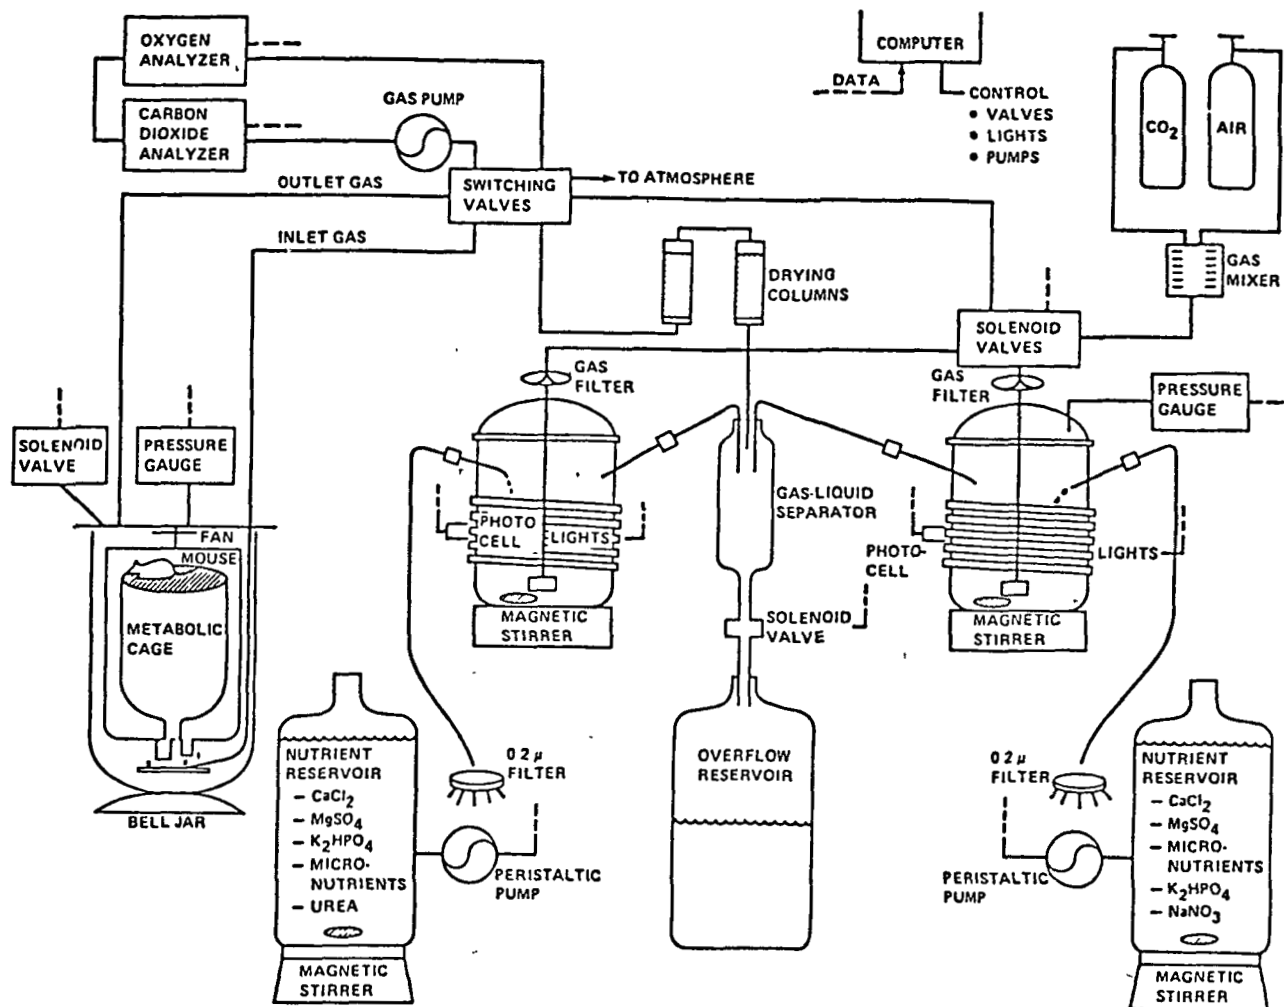 OXYGEN
ANALYZER
CARBON
DIOXIDE
ANALYZER
GAS PUMP
COMPUTER
DATA
CONTROL
• VALVES
• LIGHTS
• PUMPS
CO2
AIR
GAS
MIXER
OUTLET GAS
INLET GAS
SWITCHING
VALVES
TO ATMOSPHERE
DRYING
COLUMNS
SOLENOID
VALVES
GAS
FILTER
GAS
FILTER
PRESSURE
GAUGE
SOLENOID
VALVE
PRESSURE
GAUGE
FAN
MOUSE
METABOLIC
CAGE
BELL JAR
PHOTO
CELL
LIGHTS
MAGNETIC
STIRRER
GAS-LIQUID
SEPARATOR
SOLENOID
VALVE
PHOTO-
CELL
LIGHTS
MAGNETIC
STIRRER
NUTRIENT
RESERVOIR
– CaCl2
– MgSO4
– K2HPO4
– MICRO-
NUTRIENTS
– UREA
MAGNETIC
STIRRER
0.2 μ
FILTER
PERISTALTIC
PUMP
OVERFLOW
RESERVOIR
0.2 μ
FILTER
PERISTALTIC
PUMP
NUTRIENT
RESERVOIR
– CaCl2
– MgSO4
– MICRO-
NUTRIENTS
– K2HPO4
– NaNO3
MAGNETIC
STIRRER